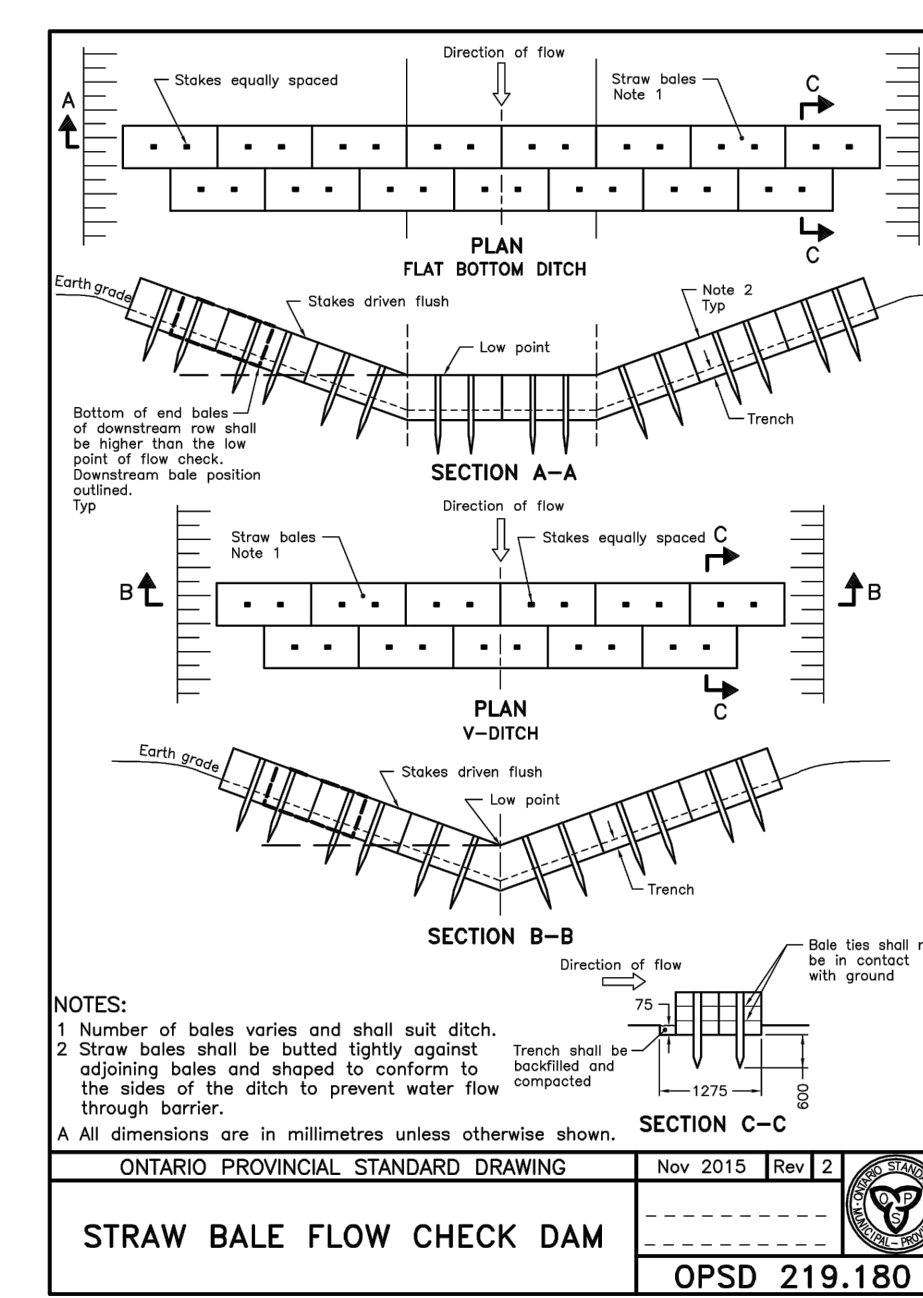 Direction of flow
Stakes equally spaced
Straw bales
Note 1
C
A
C
PLAN
FLAT BOTTOM DITCH
Earth grade
Stakes driven flush
Note 2
Typ
Low point
Trench
Bottom of end bales
of downstream row shall
be higher than the low
point of flow check.
Downstream bale position
outlined.
Typ
SECTION A-A
Direction of flow
Straw bales
Note 1
Stakes equally spaced
C
B
B
C
PLAN
V-DITCH
Earth grade
Stakes driven flush
Low point
Trench
SECTION B-B
Direction of flow
Bale ties shall
be in contact
with ground
75
Trench shall be
backfilled and
compacted
1275
600
SECTION C-C
NOTES:
1 Number of bales varies and shall suit ditch.
2 Straw bales shall be butted tightly against
adjoining bales and shaped to conform to
the sides of the ditch to prevent water flow
through barrier.
A All dimensions are in millimetres unless otherwise shown.
ONTARIO PROVINCIAL STANDARD DRAWING
Nov 2015 Rev 2
STRAW BALE FLOW CHECK DAM
OPS
ONTARIO
MUNICIPAL
OPSD 219.180